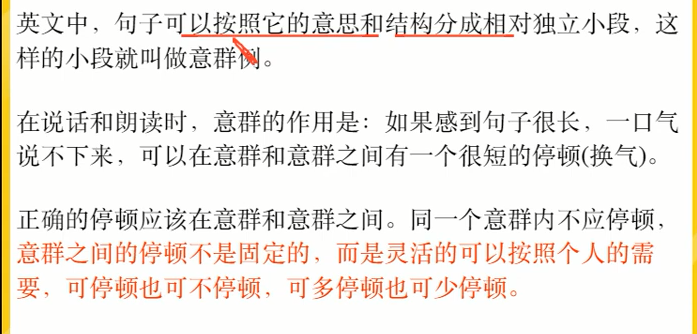 英文中，句子可以按照它的意思和结构分成相对独立小段，这
样的小段就叫做意群例。
在说话和朗读时，意群的作用是：如果感到句子很长，一口气
说不下来，可以在意群和意群之间有一个很短的停顿(换气)。
正确的停顿应该在意群和意群之间。同一个意群内不应停顿，
意群之间的停顿不是固定的，而是灵活的可以按照个人的需
要，可停顿也可不停顿，可多停顿也可少停顿。